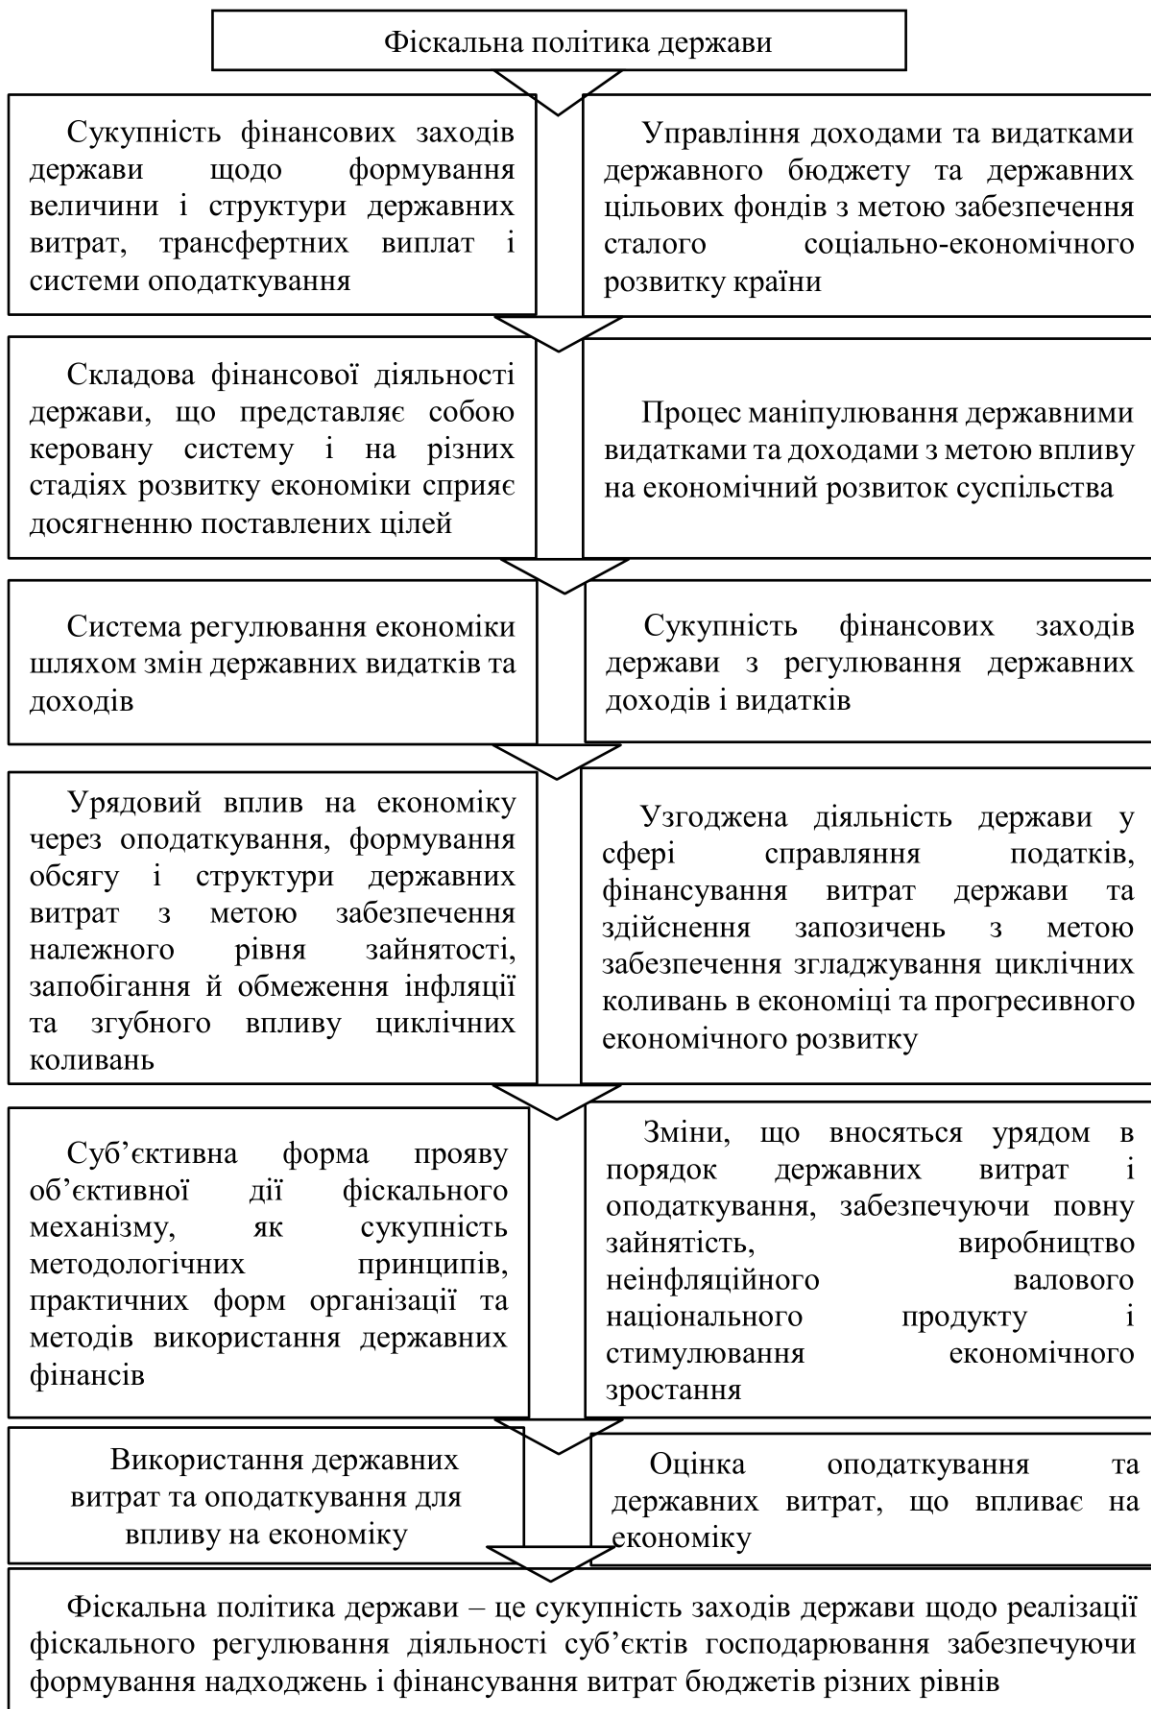 Фіскальна політика держави
Сукупність фінансових заходів
держави щодо формування
величини і структури державних
витрат, трансфертних виплат і
системи оподаткування
Управління доходами та видатками
державного бюджету та державних
цільових фондів з метою забезпечення
сталого соціально-економічного
розвитку країни
Складова фінансової діяльності
держави, що представляє собою
керовану систему і на різних
стадіях розвитку економіки сприяє
досягненню поставлених цілей
Процес маніпулювання державними
видатками та доходами з метою впливу
на економічний розвиток суспільства
Система регулювання економіки
шляхом змін державних видатків та
доходів
Сукупність фінансових заходів
держави з регулювання державних
доходів і видатків
Урядовий вплив на економіку
через оподаткування, формування
обсягу і структури державних
витрат з метою забезпечення
належного рівня зайнятості,
запобігання й обмеження інфляції
та згубного впливу циклічних
коливань
Узгоджена діяльність держави у
сфері справляння податків,
фінансування витрат держави та
здійснення запозичень з метою
забезпечення згладжування циклічних
коливань в економіці та прогресивного
економічного розвитку
Суб’єктивна форма прояву
об’єктивної дії фіскального
механізму, як сукупність
методологічних принципів,
практичних форм організації та
методів використання державних
фінансів
Зміни, що вносяться урядом в
порядок державних витрат і
оподаткування, забезпечуючи повну
зайнятість, виробництво
неінфляційного валового
національного продукту і
стимулювання економічного
зростання
Використання державних
витрат та оподаткування для
впливу на економіку
Оцінка оподаткування та
державних витрат, що впливає на
економіку
Фіскальна політика держави – це сукупність заходів держави щодо реалізації
фіскального регулювання діяльності суб’єктів господарювання забезпечуючи
формування надходжень і фінансування витрат бюджетів різних рівнів